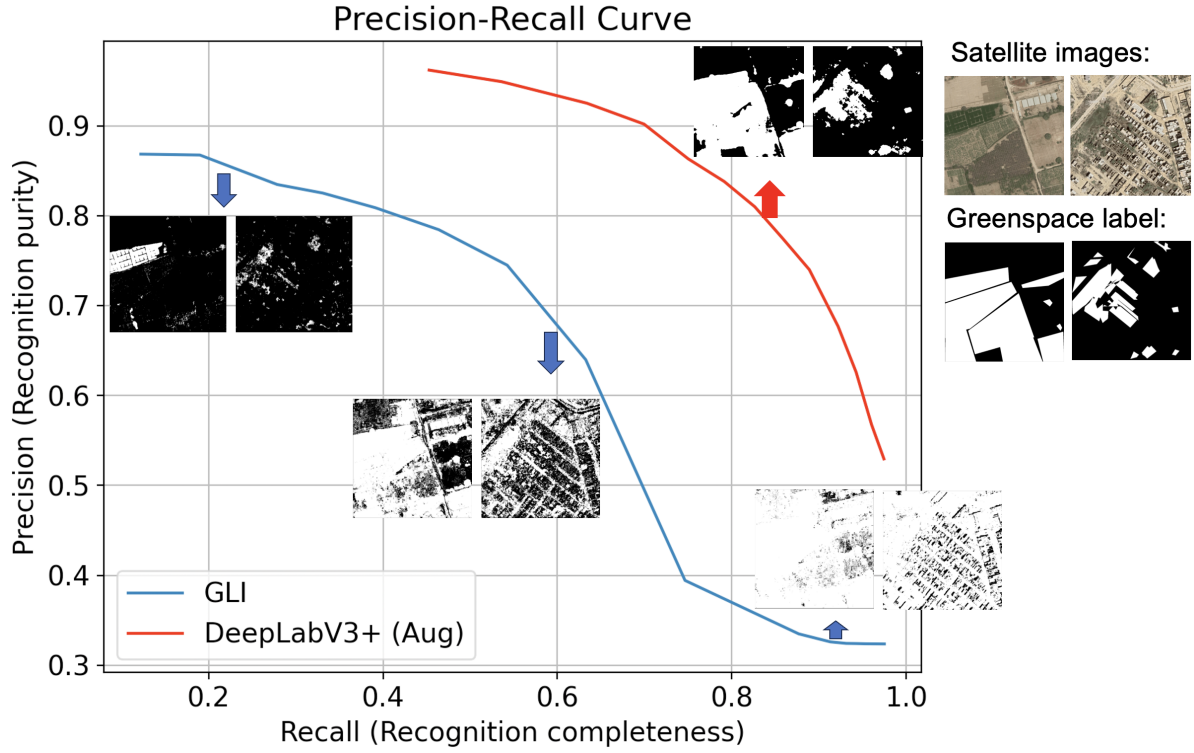 Precision-Recall Curve
Satellite images:
Greenspace label:
Precision (Recognition purity)
0.9
0.8
0.7
0.6
0.5
0.4
0.3
GLI
DeepLabV3+ (Aug)
0.2
0.4
0.6
0.8
1.0
Recall (Recognition completeness)